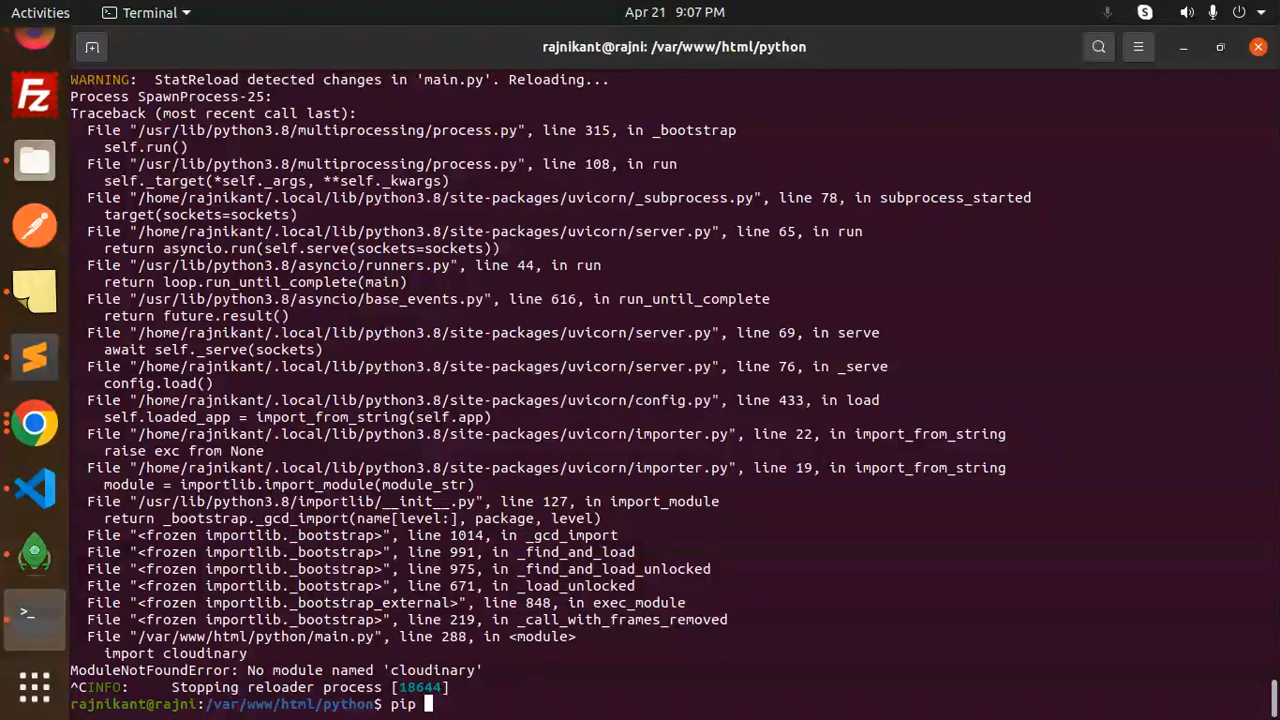 Activities
Terminal
Apr 21 9:07 PM
rajnikant@rajni: /var/www/html/python
WARNING:  StatReload detected changes in 'main.py'. Reloading...
Process SpawnProcess-25:
Traceback (most recent call last):
  File "/usr/lib/python3.8/multiprocessing/process.py", line 315, in _bootstrap
    self.run()
  File "/usr/lib/python3.8/multiprocessing/process.py", line 108, in run
    self._target(*self._args, **self._kwargs)
  File "/home/rajnikant/.local/lib/python3.8/site-packages/uvicorn/_subprocess.py", line 78, in subprocess_started
    target(sockets=sockets)
  File "/home/rajnikant/.local/lib/python3.8/site-packages/uvicorn/server.py", line 65, in run
    return asyncio.run(self.serve(sockets=sockets))
  File "/usr/lib/python3.8/asyncio/runners.py", line 44, in run
    return loop.run_until_complete(main)
  File "/usr/lib/python3.8/asyncio/base_events.py", line 616, in run_until_complete
    return future.result()
  File "/home/rajnikant/.local/lib/python3.8/site-packages/uvicorn/server.py", line 69, in serve
    await self._serve(sockets)
  File "/home/rajnikant/.local/lib/python3.8/site-packages/uvicorn/server.py", line 76, in _serve
    config.load()
  File "/home/rajnikant/.local/lib/python3.8/site-packages/uvicorn/config.py", line 433, in load
    self.loaded_app = import_from_string(self.app)
  File "/home/rajnikant/.local/lib/python3.8/site-packages/uvicorn/importer.py", line 22, in import_from_string
    raise exc from None
  File "/home/rajnikant/.local/lib/python3.8/site-packages/uvicorn/importer.py", line 19, in import_from_string
    module = importlib.import_module(module_str)
  File "/usr/lib/python3.8/importlib/__init__.py", line 127, in import_module
    return _bootstrap._gcd_import(name[level:], package, level)
  File "<frozen importlib._bootstrap>", line 1014, in _gcd_import
  File "<frozen importlib._bootstrap>", line 991, in _find_and_load
  File "<frozen importlib._bootstrap>", line 975, in _find_and_load_unlocked
  File "<frozen importlib._bootstrap>", line 671, in _load_unlocked
  File "<frozen importlib._bootstrap_external>", line 848, in exec_module
  File "<frozen importlib._bootstrap>", line 219, in _call_with_frames_removed
  File "/var/www/html/python/main.py", line 288, in <module>
    import cloudinary
ModuleNotFoundError: No module named 'cloudinary'
^CINFO:     Stopping reloader process [18644]
rajnikant@rajni:/var/www/html/python$ pip